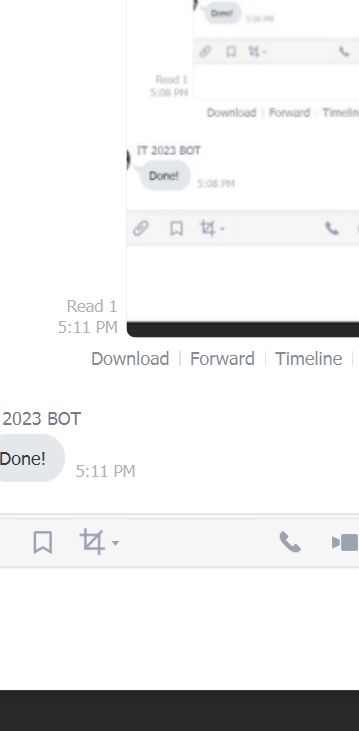 Done!
5:06 PM
Read 1
5:08 PM
Download | Forward | Timelin
IT 2023 BOT
Done!
5:08 PM
Read 1
5:11 PM
Download | Forward | Timeline |
2023 BOT
Done!
5:11 PM